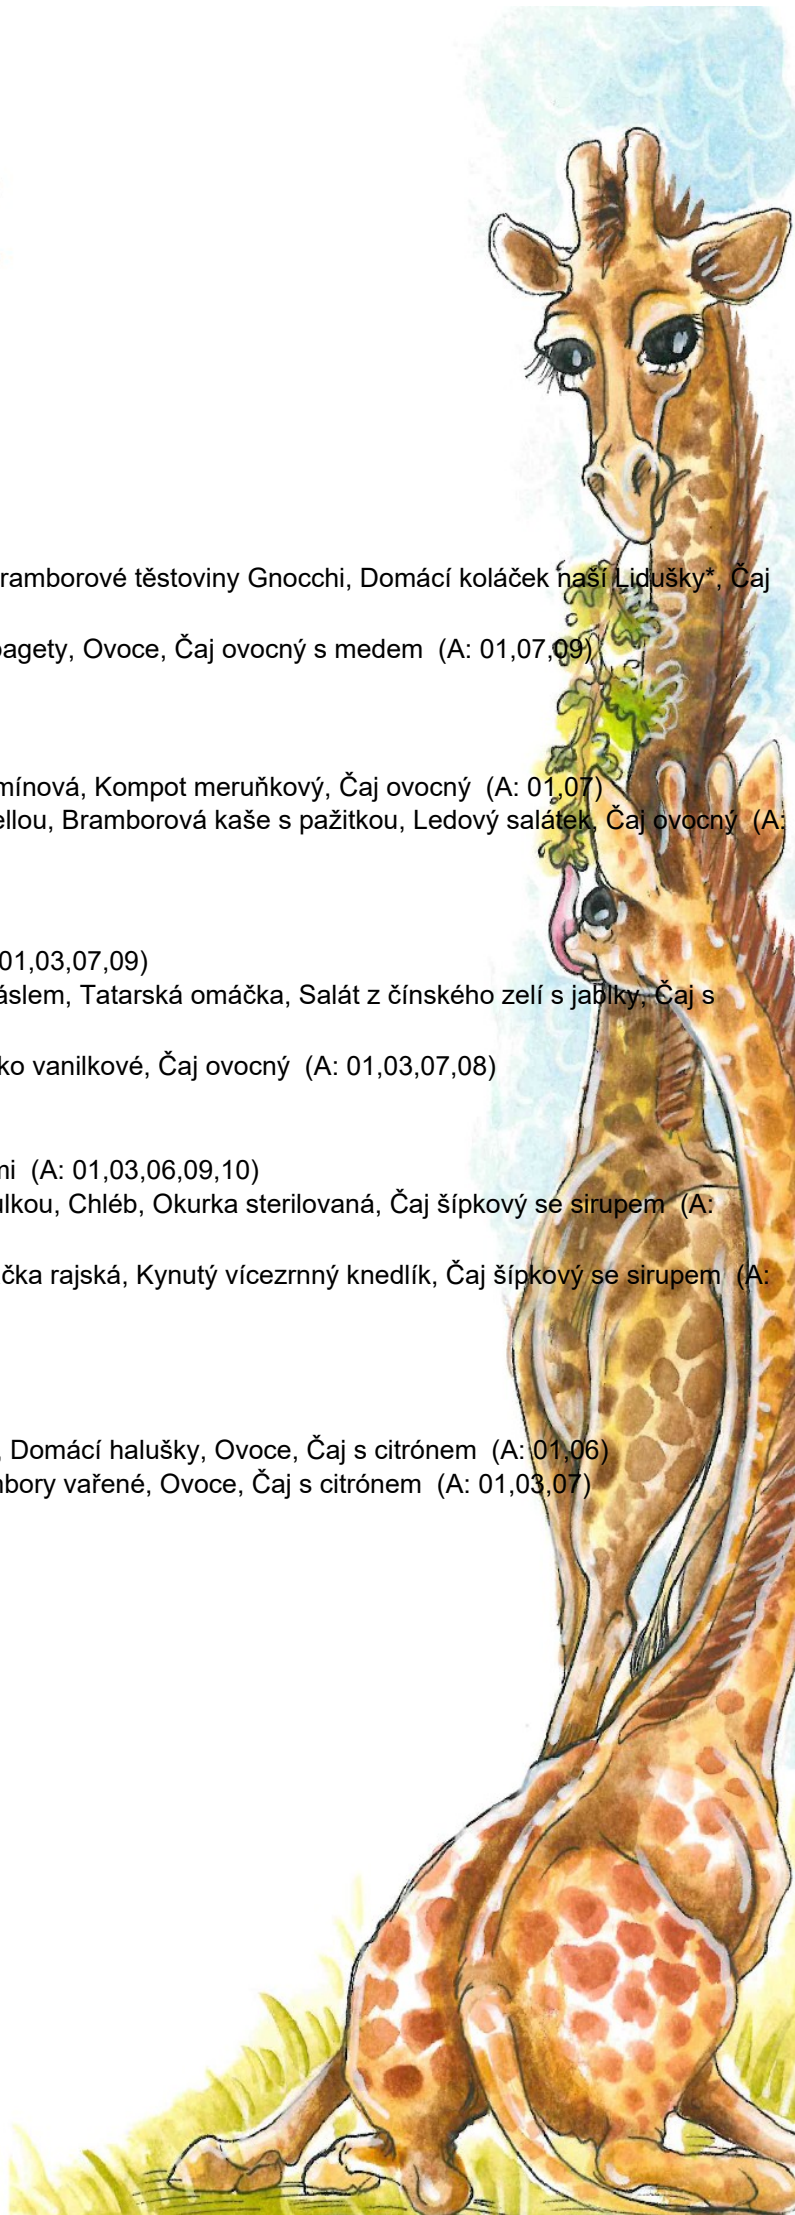 ramborové těstoviny Gnocchi, Domácí koláček naší Lidušky*, Čaj
pagety, Ovoce, Čaj ovocný s medem (A: 01,07,09)
mínová, Kompot meruňkový, Čaj ovocný (A: 01,07)
ellou, Bramborová kaše s pažitkou, Ledový salátek, Čaj ovocný (A:
01,03,07,09)
áslem, Tatarská omáčka, Salát z čínského zelí s jablky, Čaj s
ko vanilkové, Čaj ovocný (A: 01,03,07,08)
mi (A: 01,03,06,09,10)
ulkou, Chléb, Okurka sterilovaná, Čaj šípkový se sirupem (A:
čka rajská, Kynutý vícezrnný knedlík, Čaj šípkový se sirupem (A:
, Domácí halušky, Ovoce, Čaj s citrónem (A: 01,06)
mbory vařené, Ovoce, Čaj s citrónem (A: 01,03,07)